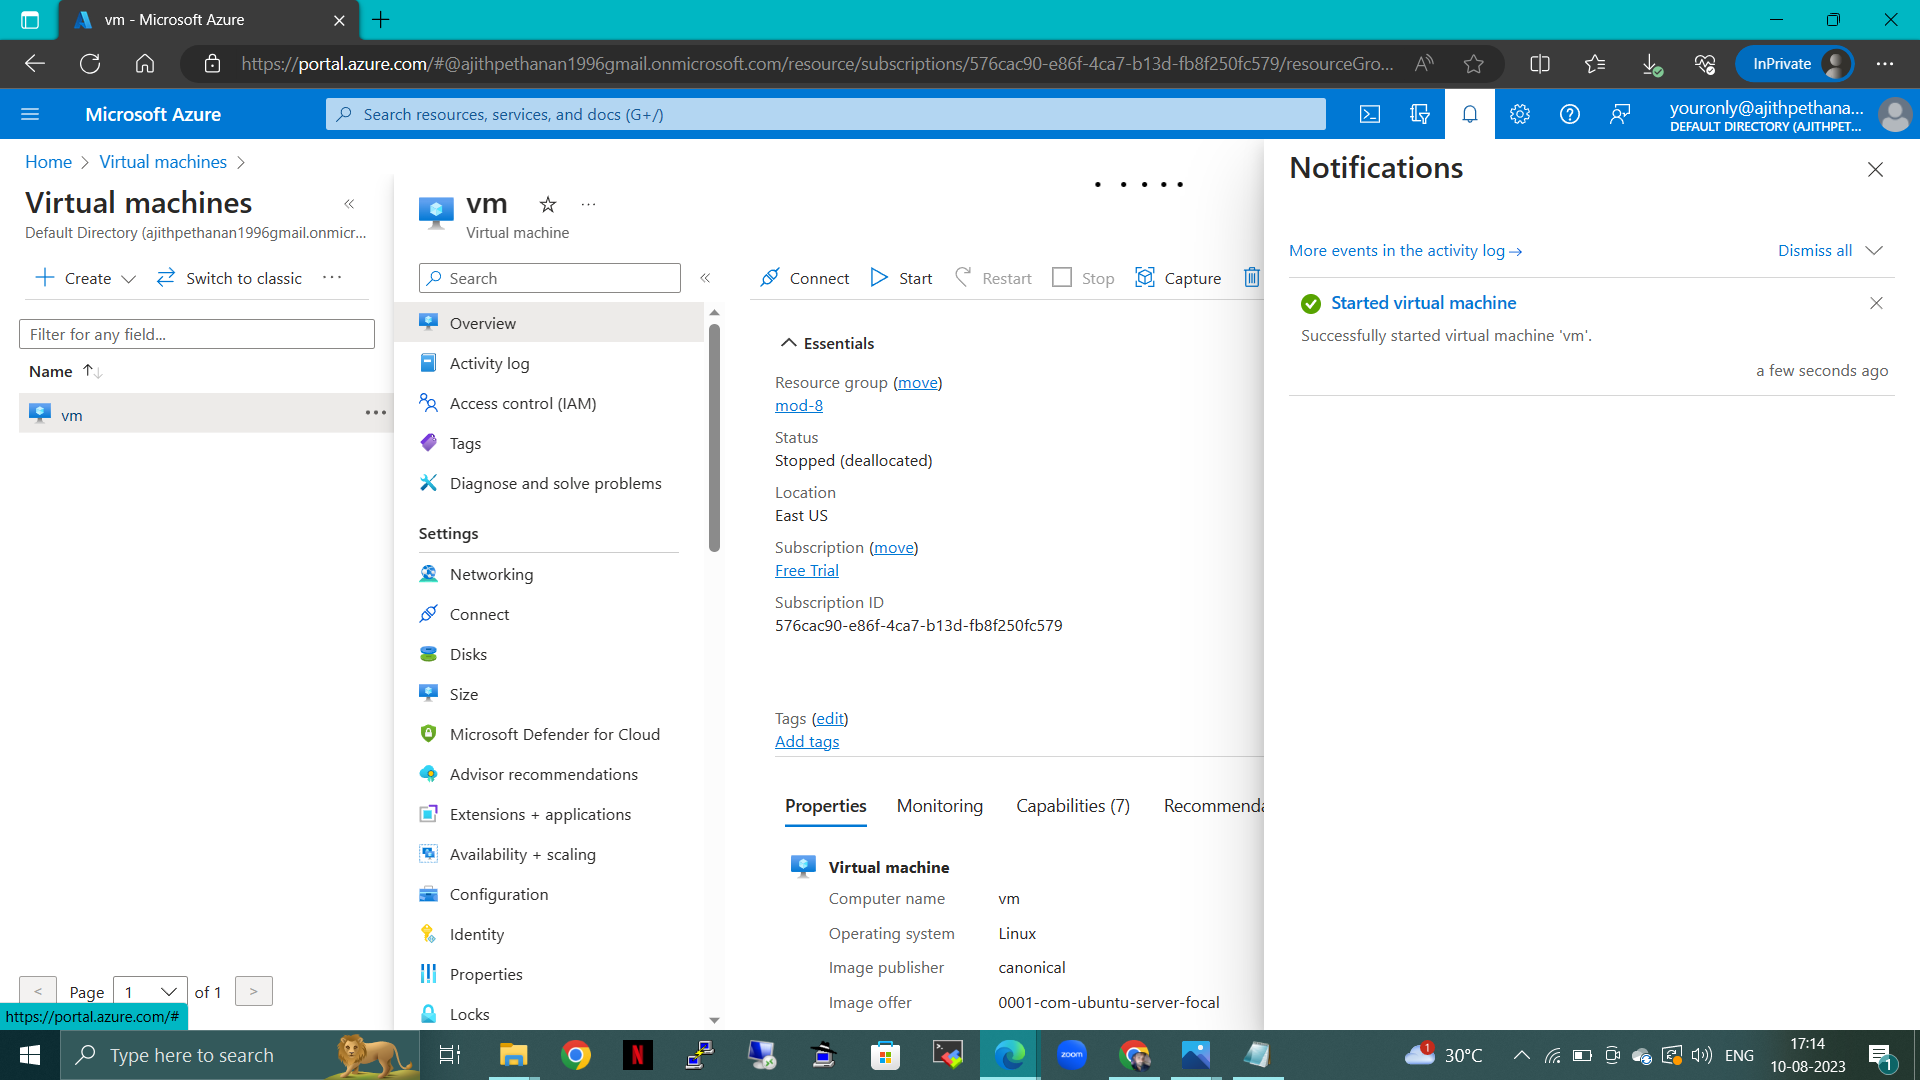 vm - Microsoft Azure
https://portal.azure.com/#@ajithpethanan1996gmail.onmicrosoft.com/resource/subscriptions/576cac90-e86f-4ca7-b13d-fb8f250fc579/resourceGro...
InPrivate
Microsoft Azure
Search resources, services, and docs (G+/)
youronly@ajithpethana...
DEFAULT DIRECTORY (AJITHPET...
Home > Virtual machines >
Virtual machines
Default Directory (ajithpethanan1996gmail.onmicr...
Create
Switch to classic
Filter for any field...
Name
vm
< Page 1 of 1 >
https://portal.azure.com/#
vm
Virtual machine
Search
Overview
Activity log
Access control (IAM)
Tags
Diagnose and solve problems
Settings
Networking
Connect
Disks
Size
Microsoft Defender for Cloud
Advisor recommendations
Extensions + applications
Availability + scaling
Configuration
Identity
Properties
Locks
Connect
Start
Restart
Stop
Capture
Essentials
Resource group (move)
mod-8
Status
Stopped (deallocated)
Location
East US
Subscription (move)
Free Trial
Subscription ID
576cac90-e86f-4ca7-b13d-fb8f250fc579
Tags (edit)
Add tags
Properties
Monitoring
Capabilities (7)
Recommenda
Virtual machine
Computer name vm
Operating system Linux
Image publisher canonical
Image offer 0001-com-ubuntu-server-focal
Notifications
More events in the activity log →
Dismiss all
Started virtual machine
Successfully started virtual machine 'vm'.
a few seconds ago
Type here to search
N
zoom
1
30°C
ENG
17:14
10-08-2023
1